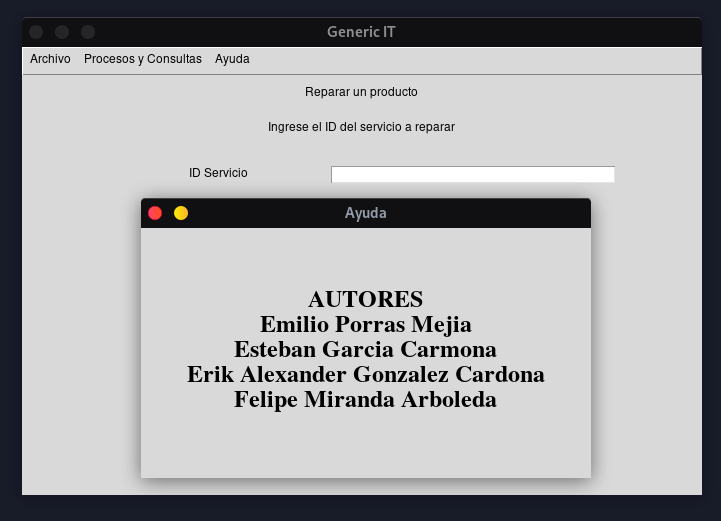 Generic IT
Archivo Procesos y Consultas Ayuda
Reparar un producto
Ingrese el ID del servicio a reparar
ID Servicio
Ayuda
AUTORES
Emilio Porras Mejia
Esteban Garcia Carmona
Erik Alexander Gonzalez Cardona
Felipe Miranda Arboleda